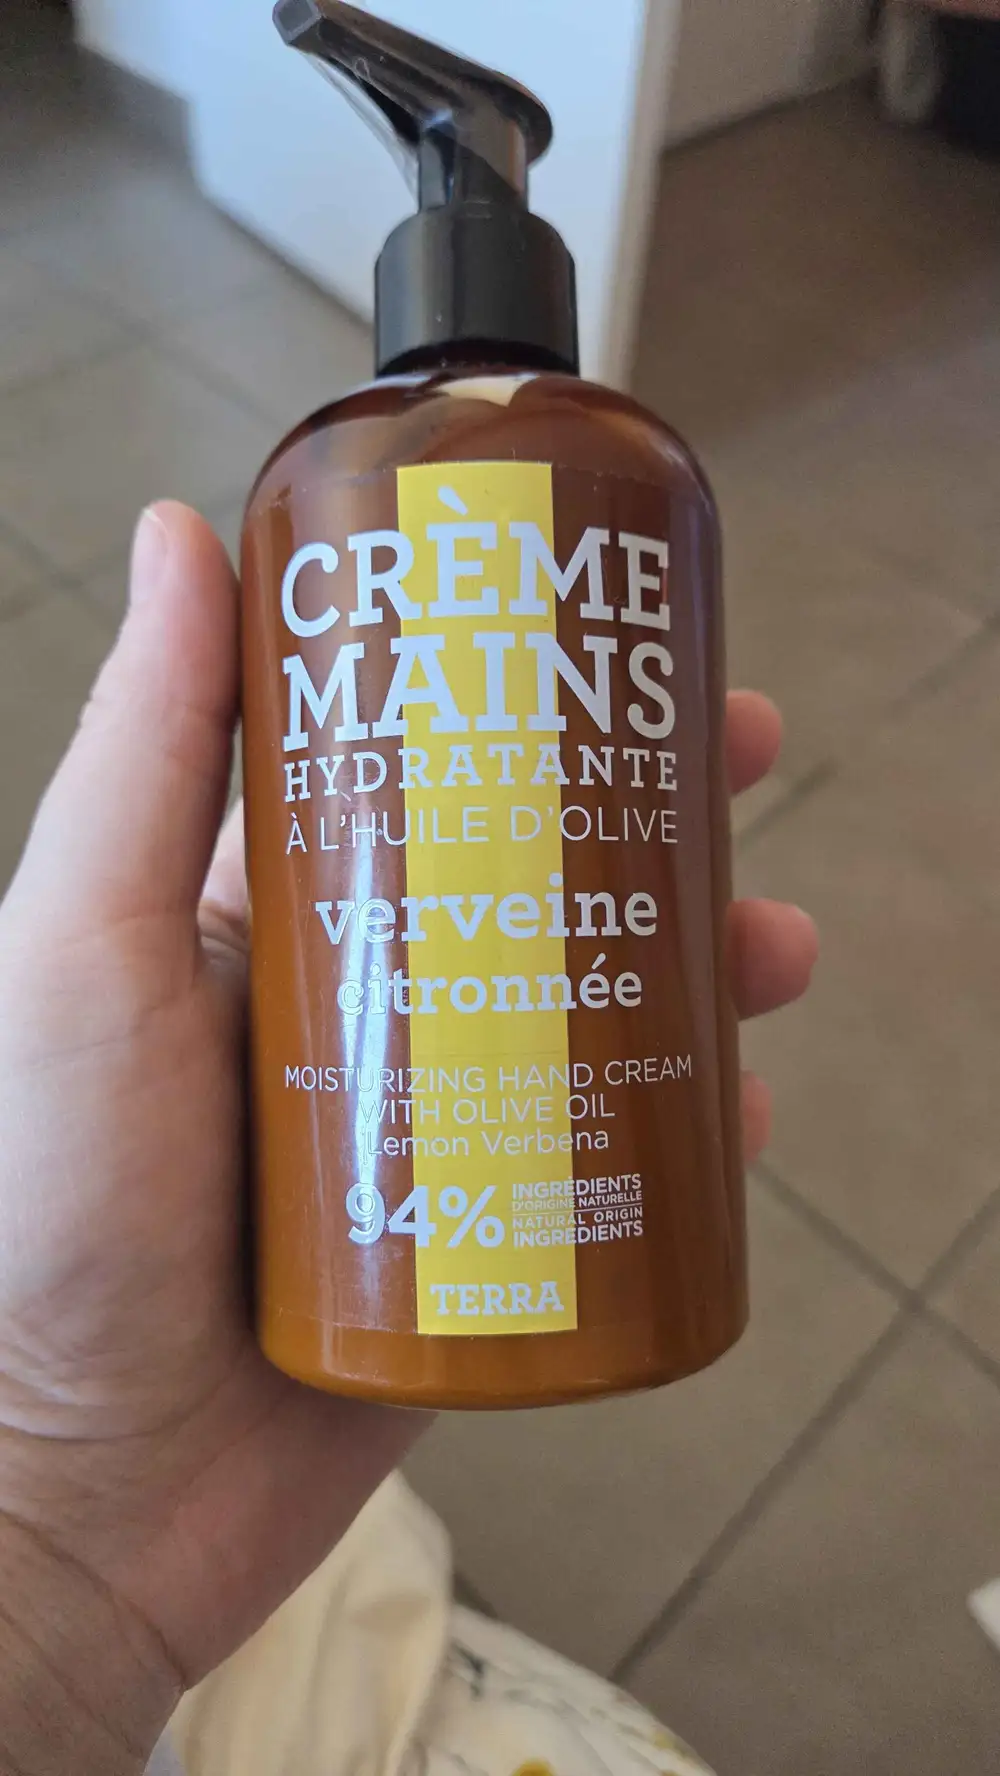 CRÈME
MAINS
HYDRATANTE
À L'HUILE D'OLIVE
verveine
citronnée
MOISTURIZING HAND CREAM
WITH OLIVE OIL
Lemon Verbena
94%
INGRÉDIENTS
D'ORIGINE NATURELLE
NATURAL ORIGIN
INGREDIENTS
TERRA